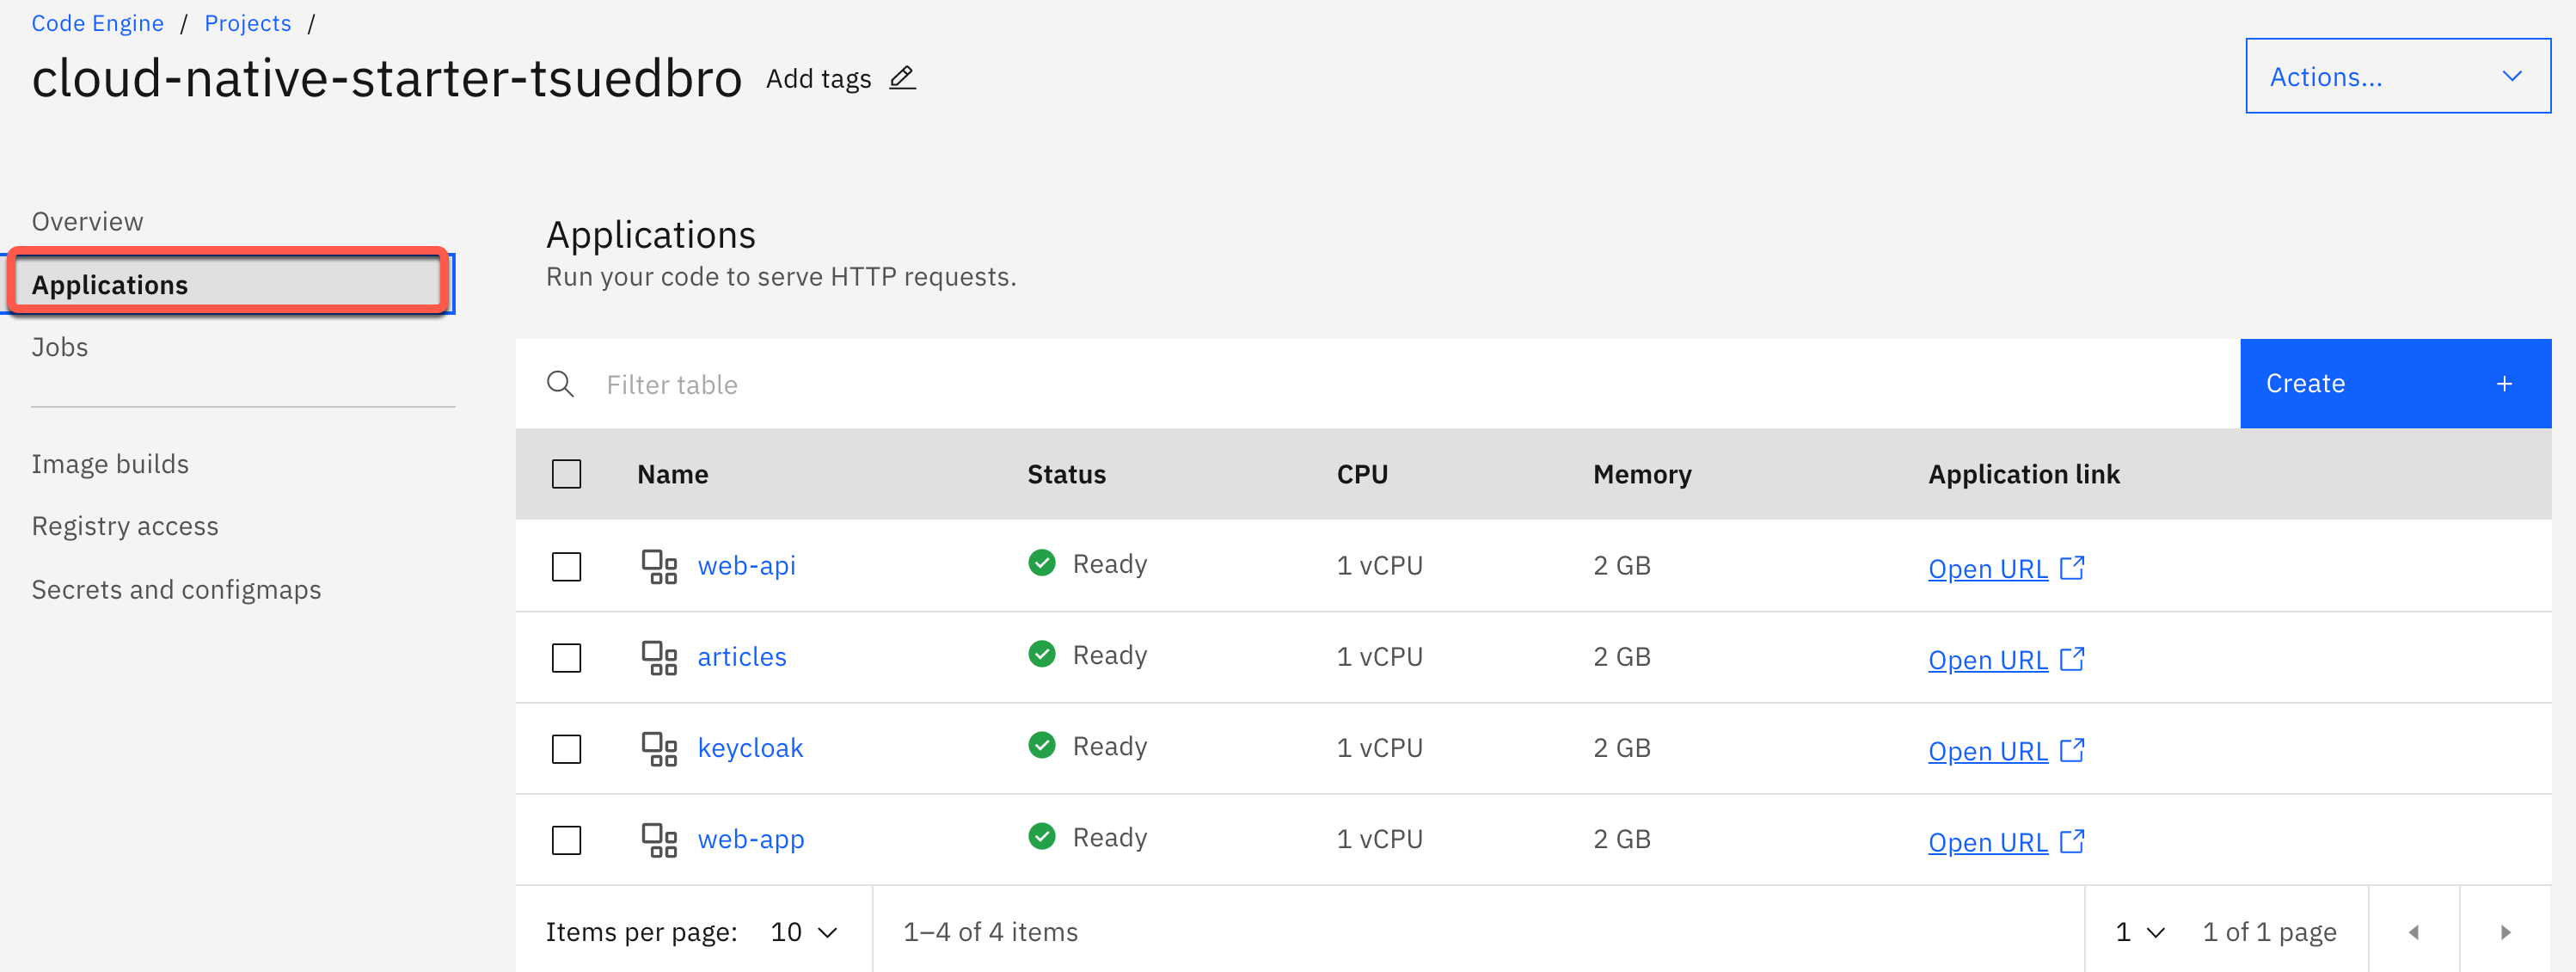 Code Engine / Projects /
cloud-native-starter-tsuedbro Add tags
Actions...
Overview
Applications
Jobs
Image builds
Registry access
Secrets and configmaps
Applications
Run your code to serve HTTP requests.
Filter table
Create +
Name Status CPU Memory Application link
web-api Ready 1 vCPU 2 GB Open URL
articles Ready 1 vCPU 2 GB Open URL
keycloak Ready 1 vCPU 2 GB Open URL
web-app Ready 1 vCPU 2 GB Open URL
Items per page: 10 1–4 of 4 items 1 1 of 1 page